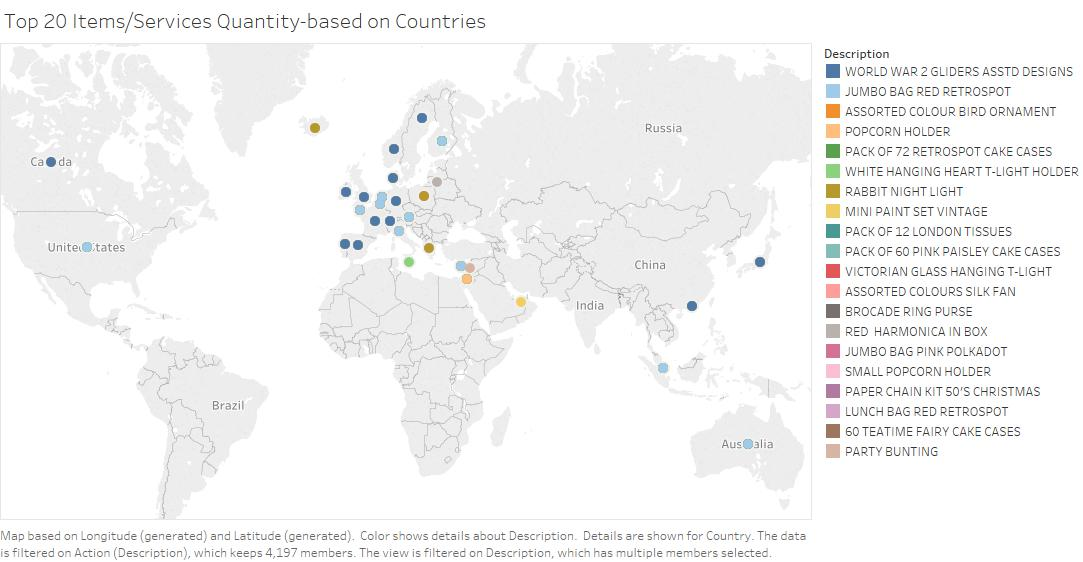 Top 20 Items/Services Quantity-based on Countries
Description
WORLD WAR 2 GLIDERS ASSTD DESIGNS
JUMBO BAG RED RETROSPOT
ASSORTED COLOUR BIRD ORNAMENT
POPCORN HOLDER
PACK OF 72 RETROSPOT CAKE CASES
WHITE HANGING HEART T-LIGHT HOLDER
RABBIT NIGHT LIGHT
MINI PAINT SET VINTAGE
PACK OF 12 LONDON TISSUES
PACK OF 60 PINK PAISLEY CAKE CASES
VICTORIAN GLASS HANGING T-LIGHT
ASSORTED COLOURS SILK FAN
BROCADE RING PURSE
RED  HARMONICA IN BOX
JUMBO BAG PINK POLKADOT
SMALL POPCORN HOLDER
PAPER CHAIN KIT 50'S CHRISTMAS
LUNCH BAG RED RETROSPOT
60 TEATIME FAIRY CAKE CASES
PARTY BUNTING
Russia
Canada
United States
China
India
Brazil
Australia
Map based on Longitude (generated) and Latitude (generated).  Color shows details about Description.  Details are shown for Country. The data
is filtered on Action (Description), which keeps 4,197 members. The view is filtered on Description, which has multiple members selected.